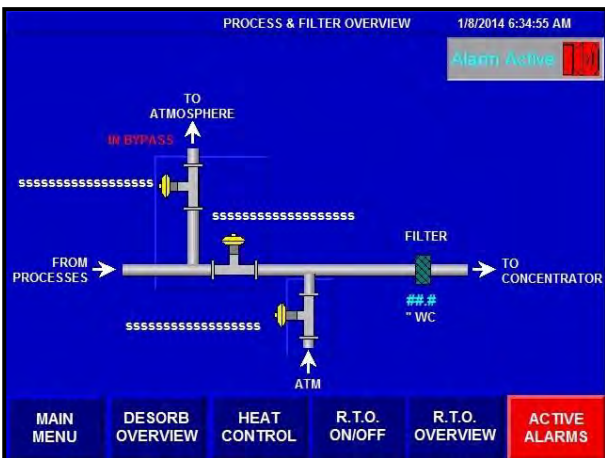 PROCESS & FILTER OVERVIEW
1/8/2014 6:34:55 AM
Alarm Active
TO
ATMOSPHERE
IN BYPASS
ssssssssssssssssss
sssssssssssssssssss
FROM
PROCESSES
FILTER
TO
CONCENTRATOR
##.#
" WC
ssssssssssssssssss
ATM
MAIN
MENU
DESORB
OVERVIEW
HEAT
CONTROL
R.T.O.
ON/OFF
R.T.O.
OVERVIEW
ACTIVE
ALARMS